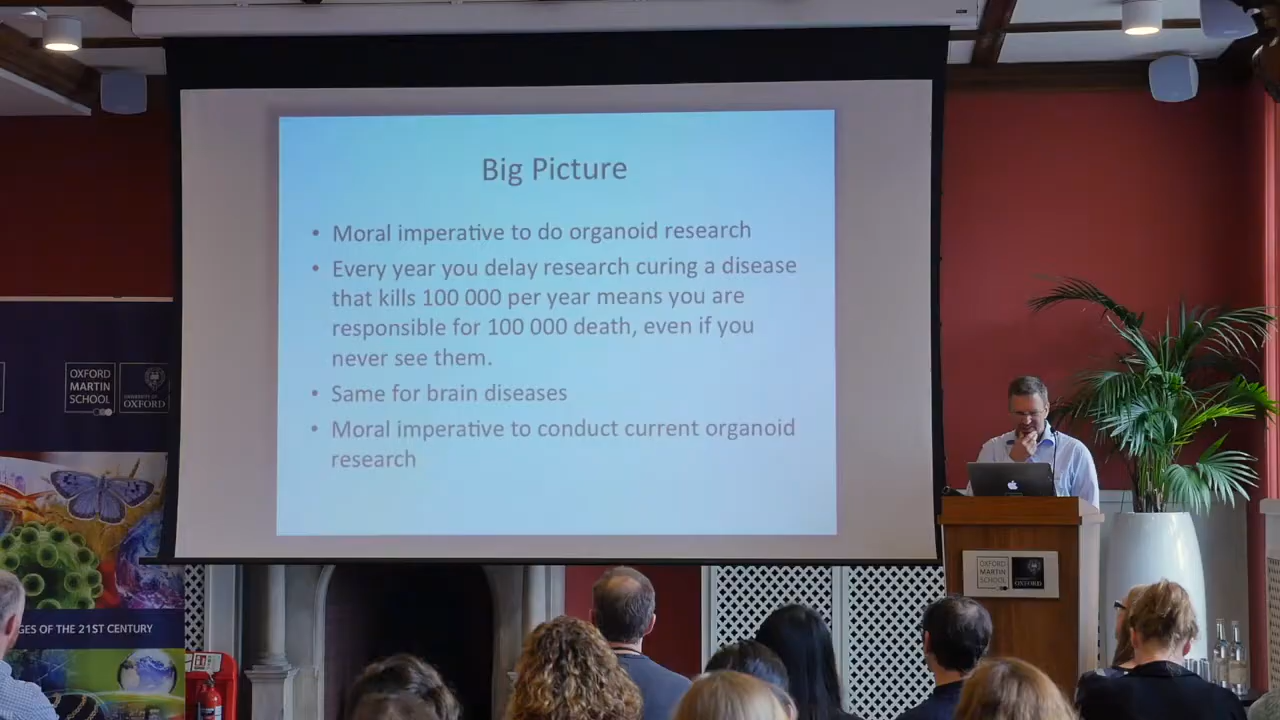 Big Picture
• Moral imperative to do organoid research
• Every year you delay research curing a disease
that kills 100 000 per year means you are
responsible for 100 000 death, even if you
never see them.
• Same for brain diseases
• Moral imperative to conduct current organoid
research
OXFORD
MARTIN
SCHOOL
UNIVERSITY OF
OXFORD
GES OF THE 21ST CENTURY
OXFORD
MARTIN
SCHOOL
OXFORD